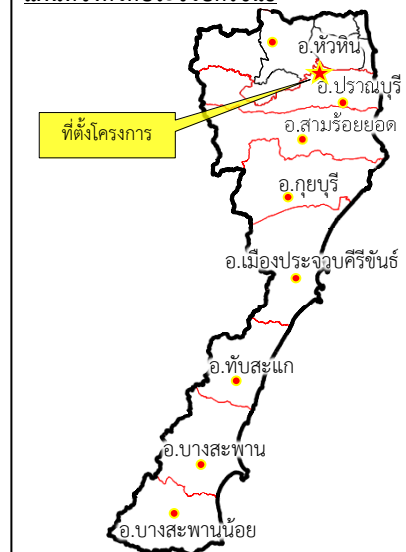 อ.หัวหิน
อ.ปราณบุรี
อ.สามร้อยยอด
ที่ตั้งโครงการ
อ.กุยบุรี
อ.เมืองประจวบคีรีขันธ์
อ.ทับสะแก
อ.บางสะพาน
อ.บางสะพานน้อย